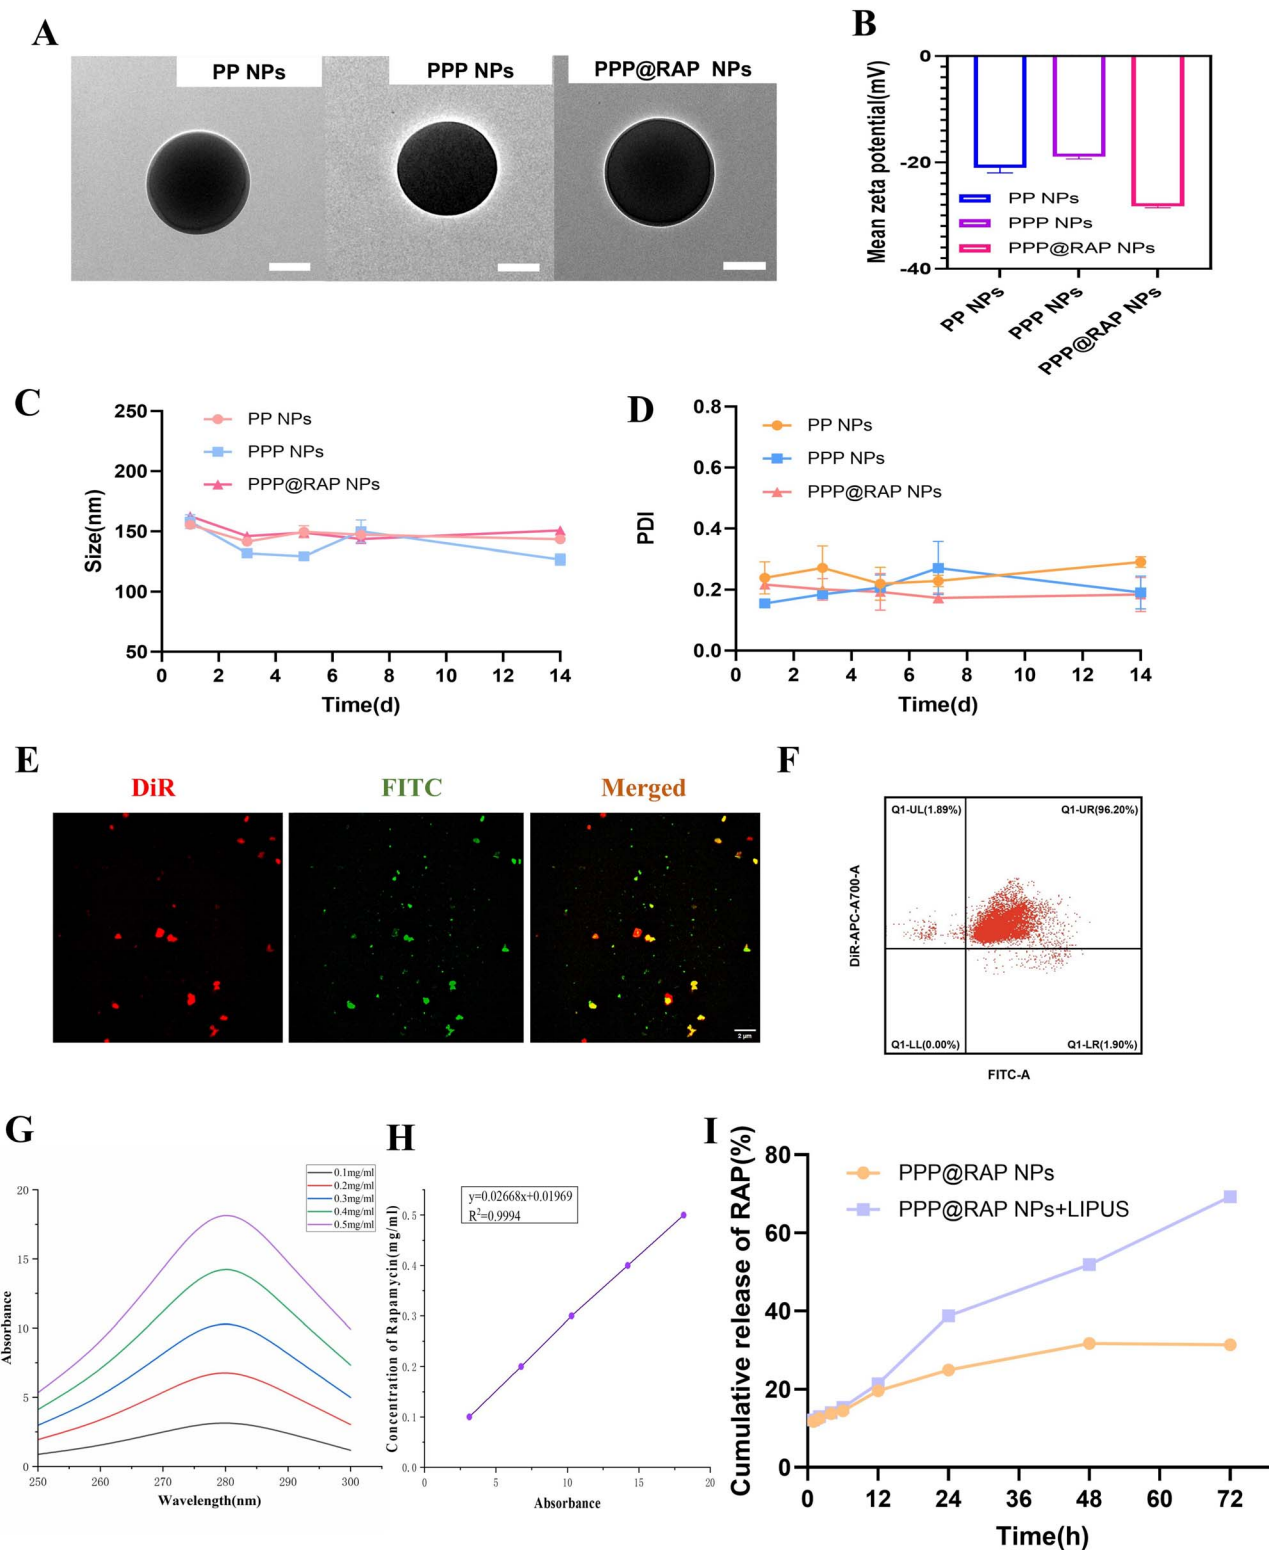 A
PP NPs
PPP NPs
PPP@RAP NPs
B
Mean zeta potential(mV)
0
-20
-40
PP NPs
PPP NPs
PPP@RAP NPs
PP NPs
PPP NPs
PPP@RAP NPs
C
Size(nm)
250
200
150
100
50
PP NPs
PPP NPs
PPP@RAP NPs
0 2 4 6 8 10 12 14
Time(d)
D
PDI
0.8
0.6
0.4
0.2
0.0
PP NPs
PPP NPs
PPP@RAP NPs
0 2 4 6 8 10 12 14
Time(d)
E
DiR
FITC
Merged
2 μm
F
Q1-UL(1.89%)
Q1-UR(96.20%)
DiR-APC-A700-A
Q1-LL(0.00%)
Q1-LR(1.90%)
FITC-A
G
0.1mg/ml
0.2mg/ml
0.3mg/ml
0.4mg/ml
0.5mg/ml
Absorbance
20
15
10
5
0
250 260 270 280 290 300
Wavelength(nm)
H
y=0.02668x+0.01969
R²=0.9994
Concentration of Rapamycin(mg/ml)
0.5
0.4
0.3
0.2
0.1
0.0
0 5 10 15 20
Absorbance
I
Cumulative release of RAP(%)
80
60
40
20
0
PPP@RAP NPs
PPP@RAP NPs+LIPUS
0 12 24 36 48 60 72
Time(h)